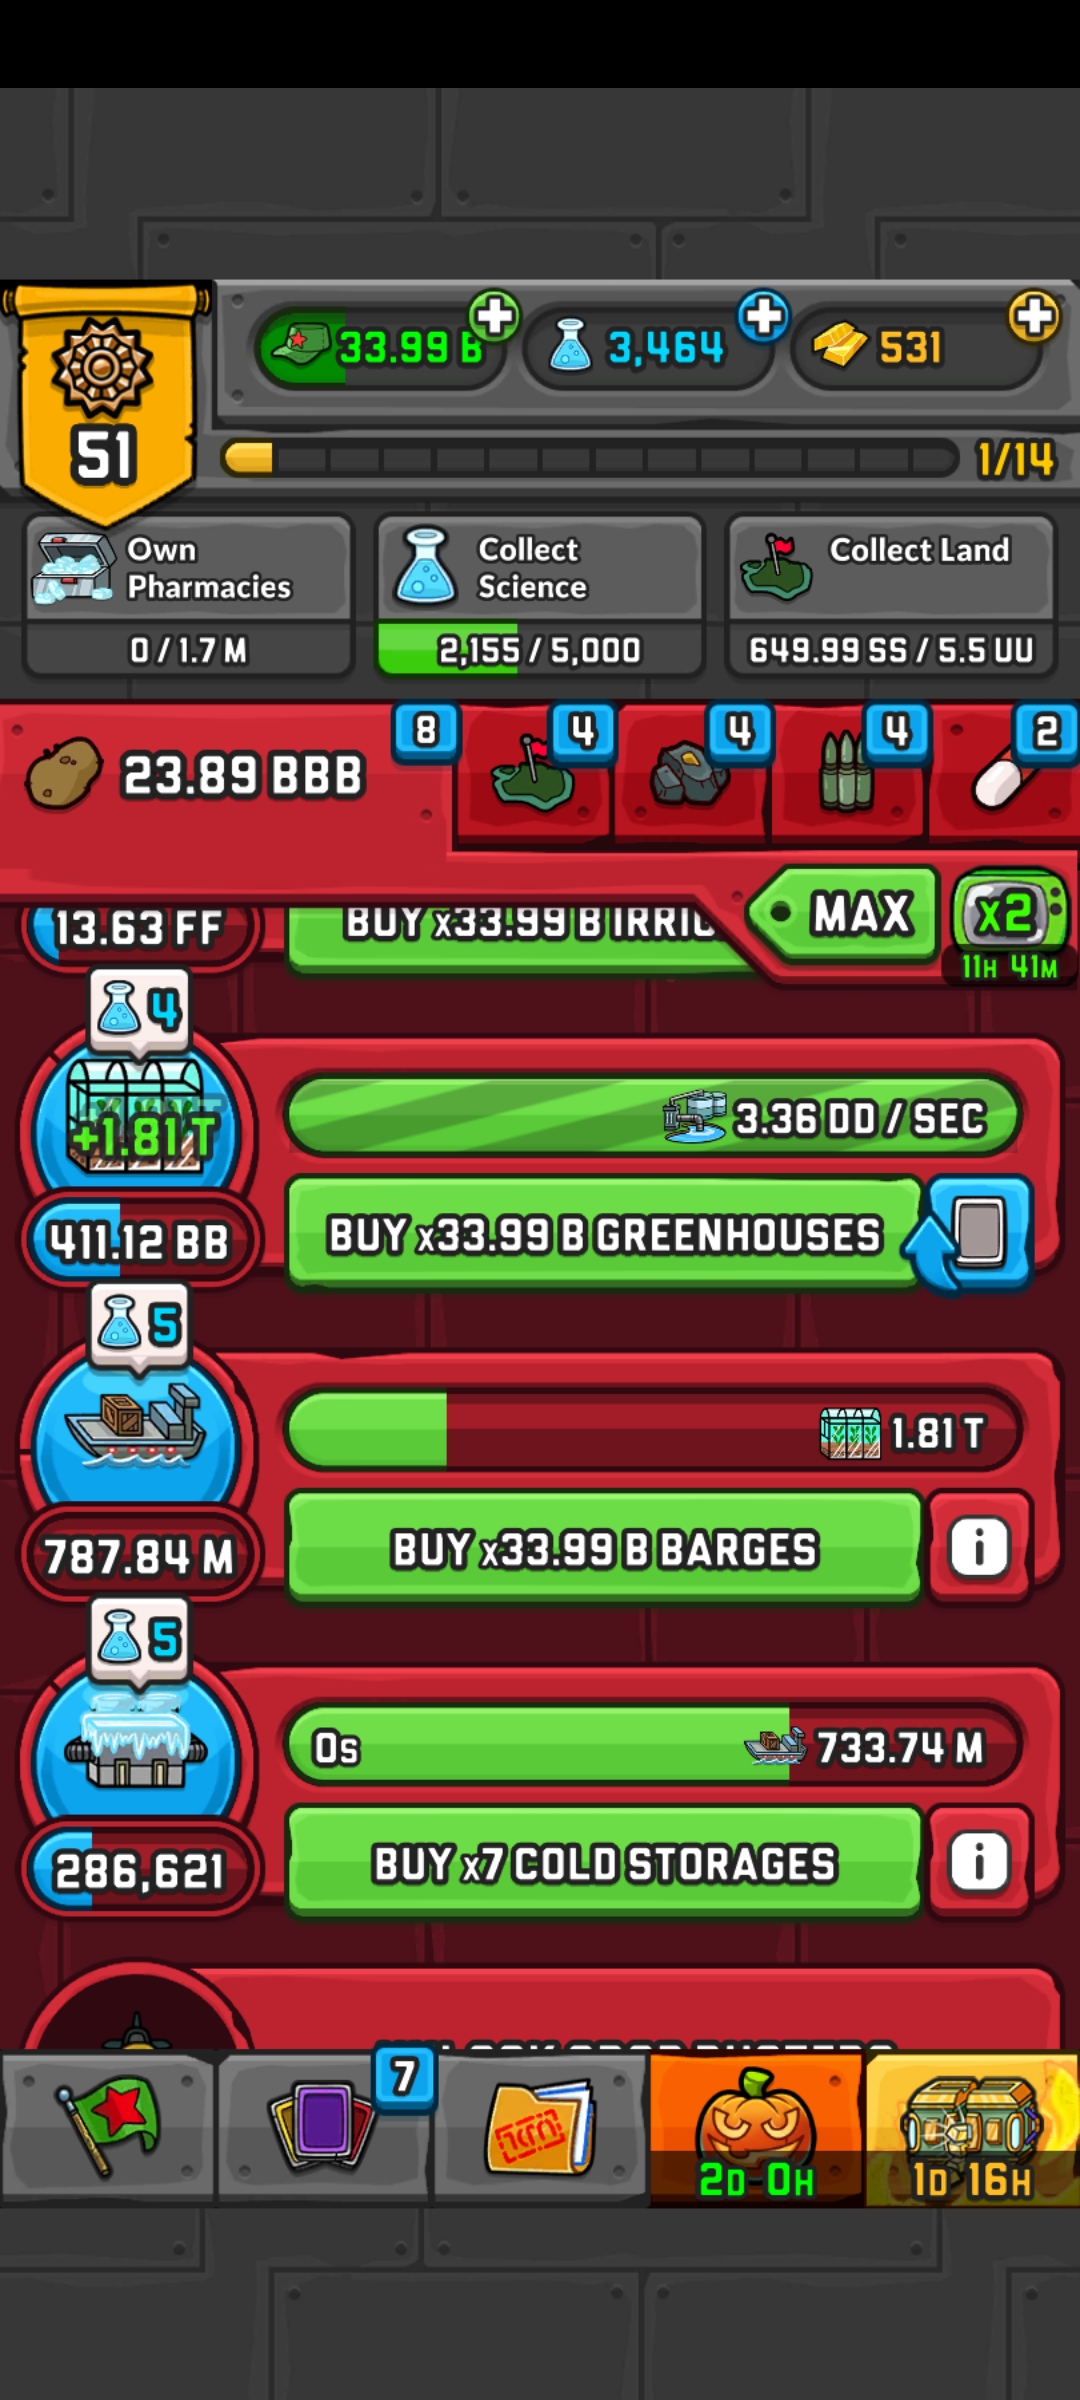 33.99 B
3,464
531
51
1/14
Own
Pharmacies
0 / 1.7 M
Collect
Science
2,155 / 5,000
Collect Land
649.99 SS / 5.5 UU
23.89 BBB
8
4
4
4
2
MAX
x2
11H 41M
13.63 FF
BUY x33.99 B
4
+1.81 T
3.36 DD / SEC
411.12 BB
BUY x33.99 B GREENHOUSES
5
1.81 T
787.84 M
BUY x33.99 B BARGES
5
0s
733.74 M
286,621
BUY x7 COLD STORAGES
7
2D 0H
1D 16H